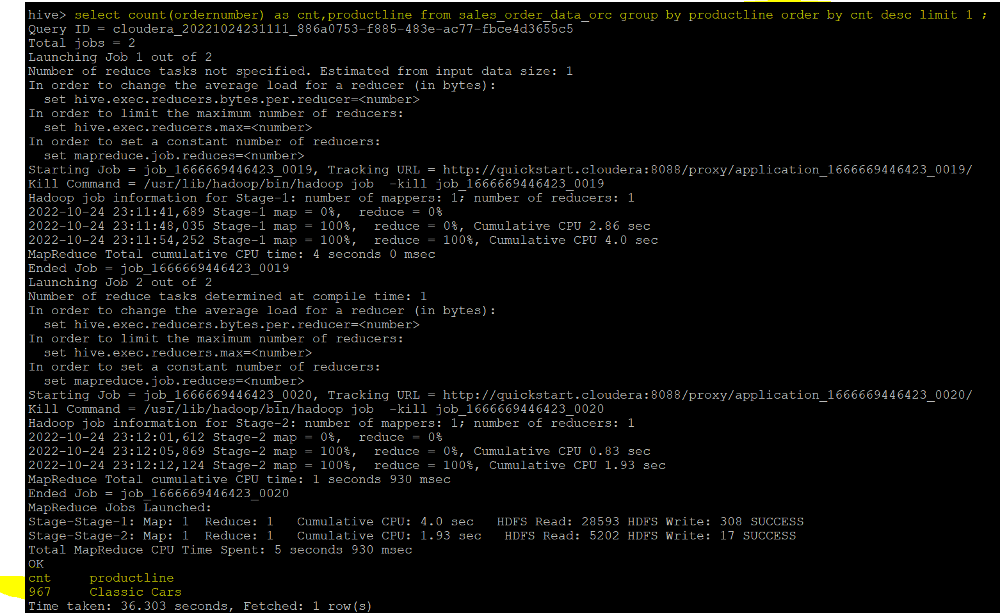 hive> select count(ordernumber) as cnt,productline from sales_order_data_orc group by productline order by cnt desc limit 1 ;
Query ID = cloudera_20221024231111_886a0753-f885-483e-ac77-fbce4d3655c5
Total jobs = 2
Launching Job 1 out of 2
Number of reduce tasks not specified. Estimated from input data size: 1
In order to change the average load for a reducer (in bytes):
  set hive.exec.reducers.bytes.per.reducer=<number>
In order to limit the maximum number of reducers:
  set hive.exec.reducers.max=<number>
In order to set a constant number of reducers:
  set mapreduce.job.reduces=<number>
Starting Job = job_1666669446423_0019, Tracking URL = http://quickstart.cloudera:8088/proxy/application_1666669446423_0019/
Kill Command = /usr/lib/hadoop/bin/hadoop job  -kill job_1666669446423_0019
Hadoop job information for Stage-1: number of mappers: 1; number of reducers: 1
2022-10-24 23:11:41,689 Stage-1 map = 0%,  reduce = 0%
2022-10-24 23:11:48,035 Stage-1 map = 100%,  reduce = 0%, Cumulative CPU 2.86 sec
2022-10-24 23:11:54,252 Stage-1 map = 100%,  reduce = 100%, Cumulative CPU 4.0 sec
MapReduce Total cumulative CPU time: 4 seconds 0 msec
Ended Job = job_1666669446423_0019
Launching Job 2 out of 2
Number of reduce tasks determined at compile time: 1
In order to change the average load for a reducer (in bytes):
  set hive.exec.reducers.bytes.per.reducer=<number>
In order to limit the maximum number of reducers:
  set hive.exec.reducers.max=<number>
In order to set a constant number of reducers:
  set mapreduce.job.reduces=<number>
Starting Job = job_1666669446423_0020, Tracking URL = http://quickstart.cloudera:8088/proxy/application_1666669446423_0020/
Kill Command = /usr/lib/hadoop/bin/hadoop job  -kill job_1666669446423_0020
Hadoop job information for Stage-2: number of mappers: 1; number of reducers: 1
2022-10-24 23:12:01,612 Stage-2 map = 0%,  reduce = 0%
2022-10-24 23:12:05,869 Stage-2 map = 100%,  reduce = 0%, Cumulative CPU 0.83 sec
2022-10-24 23:12:12,124 Stage-2 map = 100%,  reduce = 100%, Cumulative CPU 1.93 sec
MapReduce Total cumulative CPU time: 1 seconds 930 msec
Ended Job = job_1666669446423_0020
MapReduce Jobs Launched:
Stage-Stage-1: Map: 1  Reduce: 1   Cumulative CPU: 4.0 sec   HDFS Read: 28593 HDFS Write: 308 SUCCESS
Stage-Stage-2: Map: 1  Reduce: 1   Cumulative CPU: 1.93 sec   HDFS Read: 5202 HDFS Write: 17 SUCCESS
Total MapReduce CPU Time Spent: 5 seconds 930 msec
OK
cnt     productline
967     Classic Cars
Time taken: 36.303 seconds, Fetched: 1 row(s)